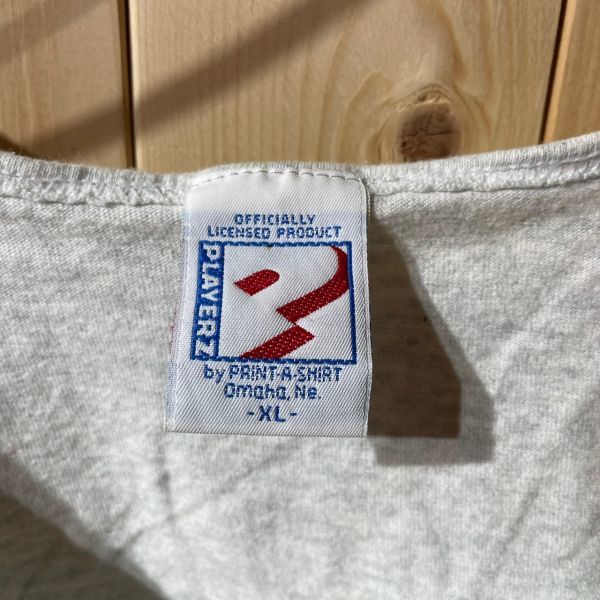 OFFICIALLY
LICENSED PRODUCT
PLAYERZ
by PRINT-A-SHIRT
Omaha, Ne.
-XL-